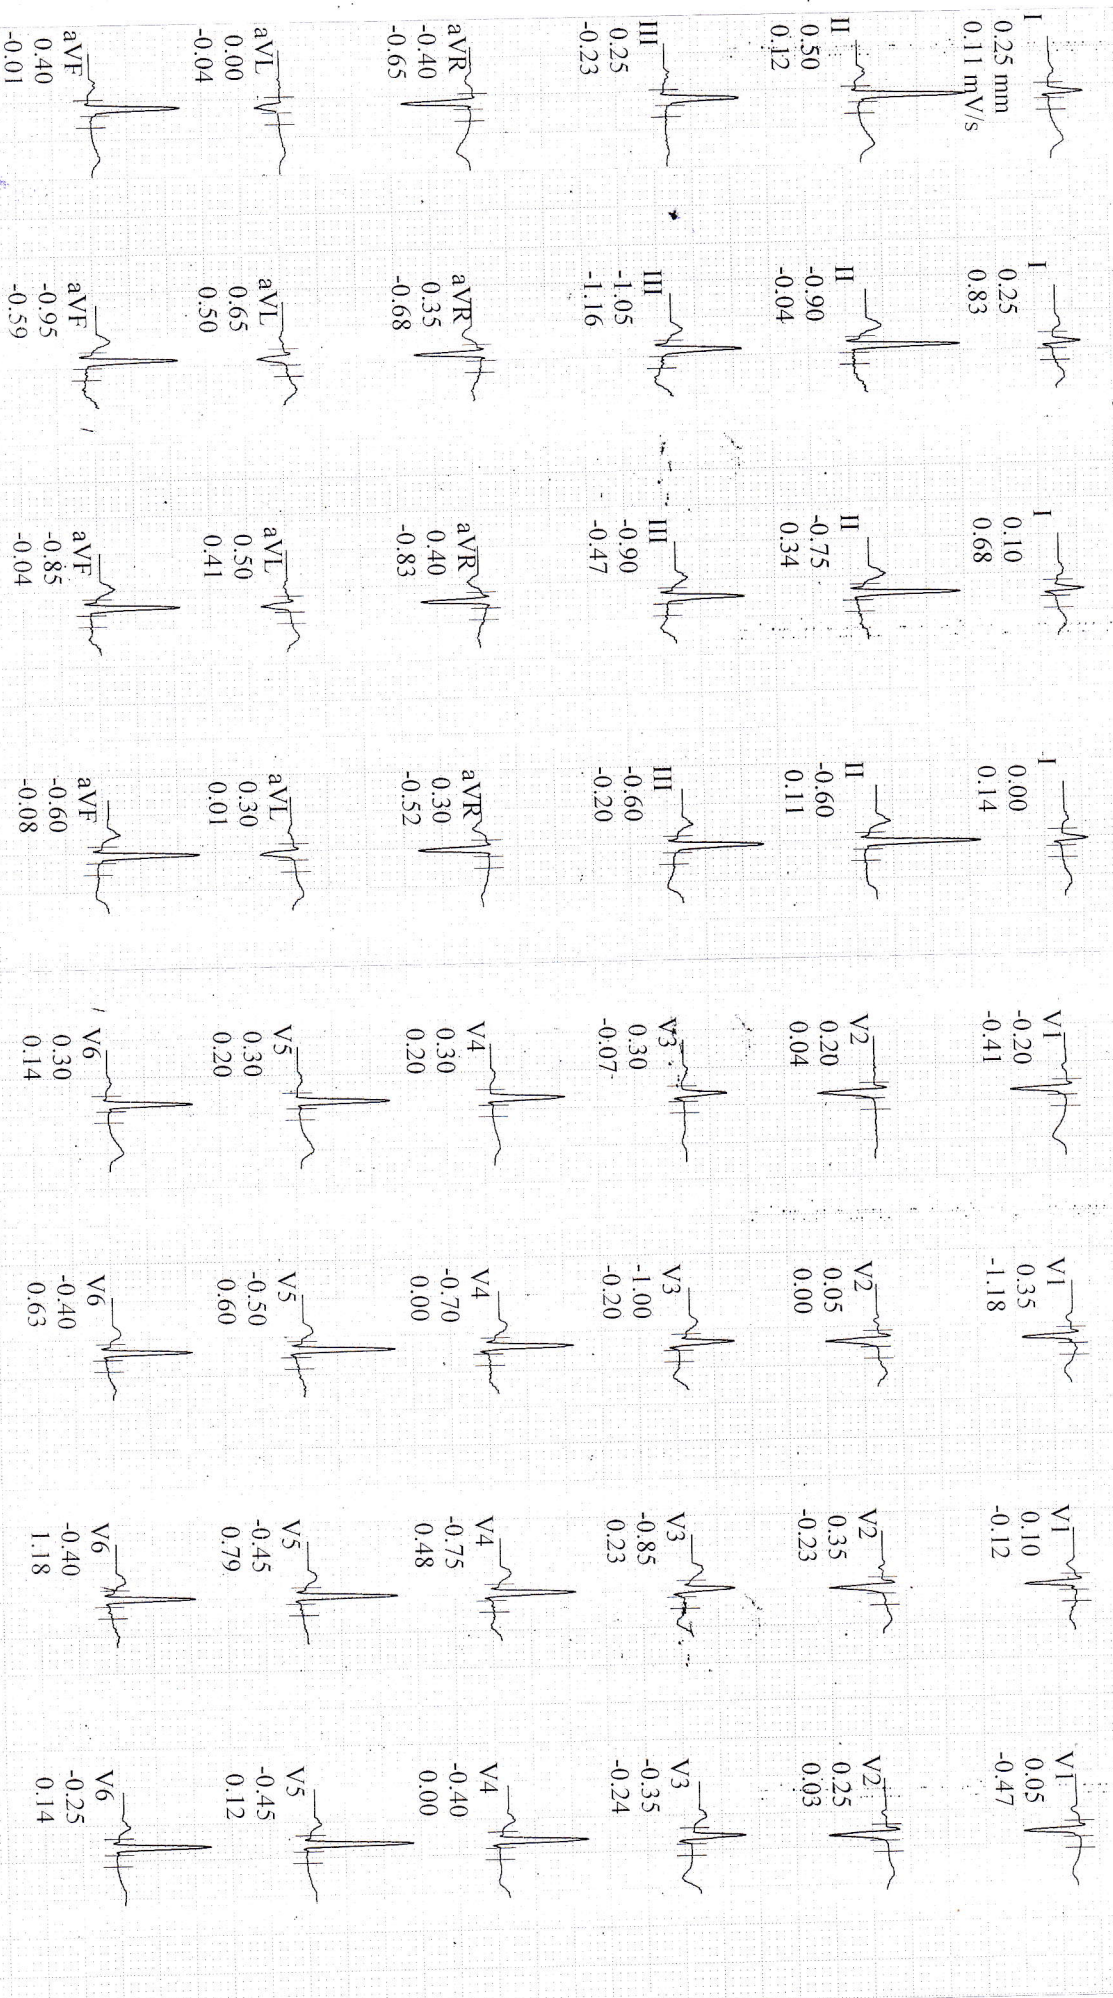 I
0.25 mm
0.11 mV/s
I
0.25
0.83
I
0.10
0.68
I
0.00
0.14
V1
-0.20
-0.41
V1
0.35
-1.18
V1
0.10
-0.12
V1
0.05
-0.47
II
0.50
0.12
II
-0.90
-0.04
II
-0.75
0.34
II
-0.60
0.11
V2
0.20
0.04
V2
0.05
0.00
V2
0.35
-0.23
V2
0.25
0.03
III
0.25
-0.23
III
-1.05
-1.16
III
-0.90
-0.47
III
-0.60
-0.20
V3
0.30
-0.07
V3
-1.00
-0.20
V3
-0.85
0.23
V3
-0.35
-0.24
aVR
-0.40
-0.65
aVR
0.35
-0.68
aVR
0.40
-0.83
aVR
0.30
-0.52
V4
0.30
0.20
V4
-0.70
0.00
V4
-0.75
0.48
V4
-0.40
0.00
aVL
0.00
-0.04
aVL
0.65
0.50
aVL
0.50
0.41
aVL
0.30
0.01
V5
0.30
0.20
V5
-0.50
0.60
V5
-0.45
0.79
V5
-0.45
0.12
aVF
0.40
-0.01
aVF
-0.95
-0.59
aVF
-0.85
-0.04
aVF
-0.60
-0.08
V6
0.30
0.14
V6
-0.40
0.63
V6
-0.40
1.18
V6
-0.25
0.14